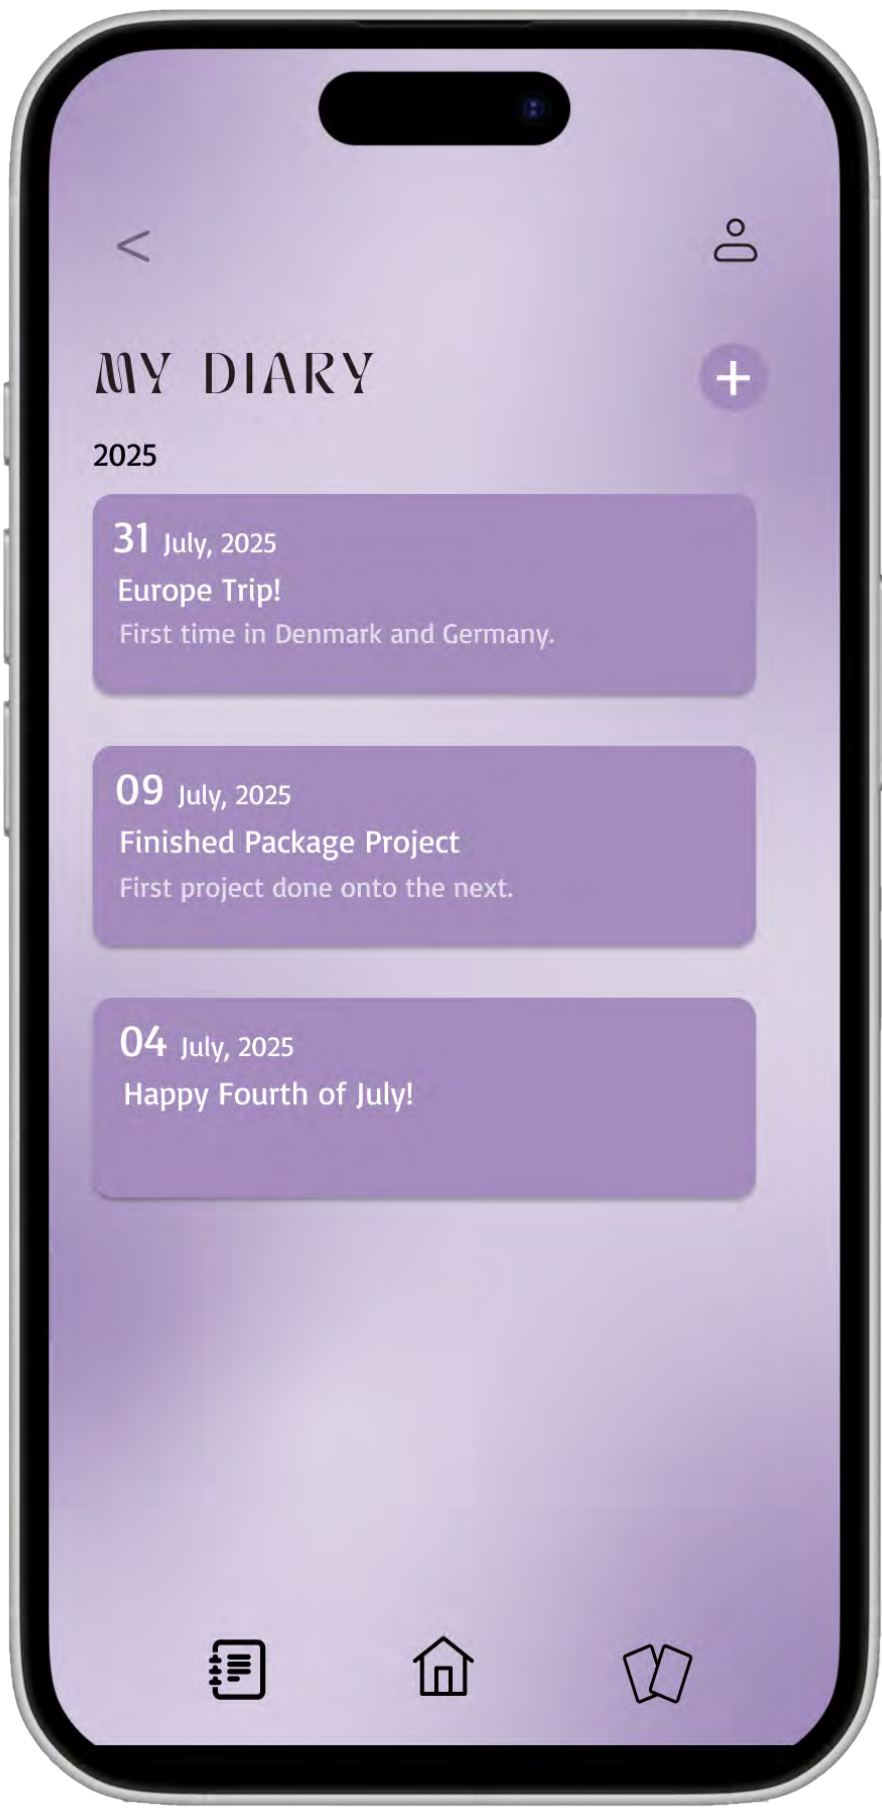 <
MY DIARY
+
2025
31 July, 2025
Europe Trip!
First time in Denmark and Germany.
09 July, 2025
Finished Package Project
First project done onto the next.
04 July, 2025
Happy Fourth of July!